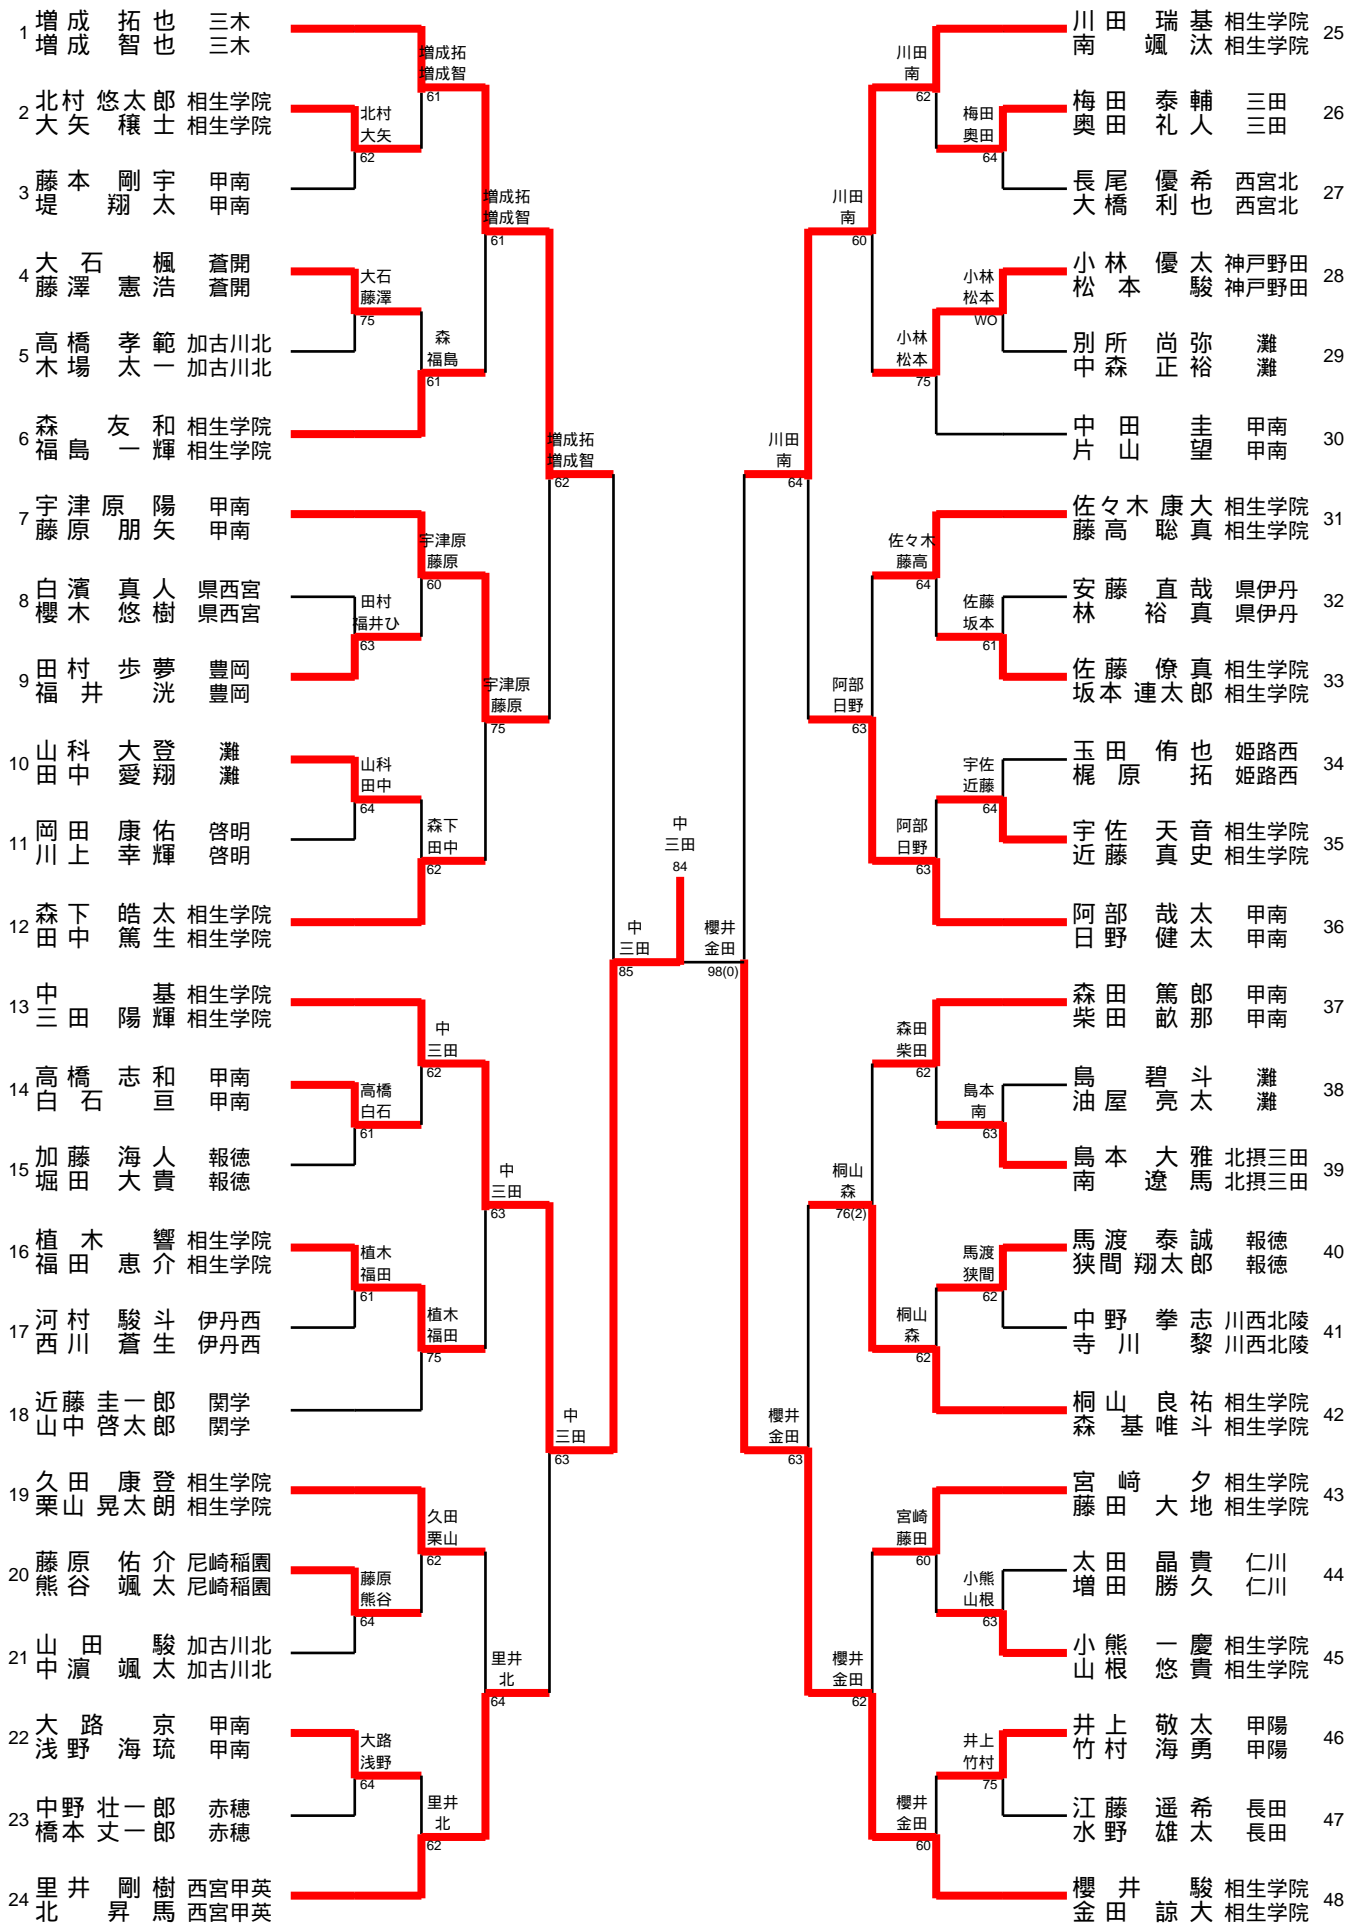 1 増成 拓也 三木
増成 智也 三木
2 北村 悠太郎 相生学院
大矢 穣士 相生学院
3 藤本 剛宇 甲南
堤 翔太 甲南
4 大石 楓 蒼開
藤澤 憲浩 蒼開
5 高橋 孝範 加古川北
木場 太一 加古川北
6 森 友和 相生学院
福島 一輝 相生学院
7 宇津原 陽 甲南
藤原 朋矢 甲南
8 白濱 真人 県西宮
櫻木 悠樹 県西宮
9 田村 歩夢 豊岡
福井 洸 豊岡
10 山科 大登 灘
田中 愛翔 灘
11 岡田 康佑 啓明
川上 幸輝 啓明
12 森下 皓太 相生学院
田中 篤生 相生学院
13 中 基 相生学院
三田 陽輝 相生学院
14 高橋 志和 甲南
白石 亘 甲南
15 加藤 海人 報徳
堀田 大貴 報徳
16 植木 響 相生学院
福田 恵介 相生学院
17 河村 駿斗 伊丹西
西川 蒼生 伊丹西
18 近藤 圭一郎 関学
山中 啓太郎 関学
19 久田 康登 相生学院
栗山 晃太朗 相生学院
20 藤原 佑介 尼崎稲園
熊谷 颯太 尼崎稲園
21 山田 駿 加古川北
中濵 颯太 加古川北
22 大路 京 甲南
浅野 海琉 甲南
23 中野 壮一郎 赤穂
橋本 丈一郎 赤穂
24 里井 剛樹 西宮甲英
北 昇馬 西宮甲英
北村
大矢
62
大石
藤澤
75
田村
福井ひ
63
山科
田中
64
高橋
白石
61
植木
福田
61
藤原
熊谷
64
大路
浅野
64
増成拓
増成智
61
森
福島
61
宇津原
藤原
60
森下
田中
62
中
三田
62
植木
福田
75
久田
栗山
62
里井
北
62
増成拓
増成智
61
宇津原
藤原
75
中
三田
63
里井
北
64
増成拓
増成智
62
中
三田
63
中
三田
85
中
三田
84
櫻井
金田
98(0)
川田
南
64
櫻井
金田
63
川田
南
60
阿部
日野
63
桐山
森
76(2)
櫻井
金田
62
川田
南
62
小林
松本
75
佐々木
藤高
64
阿部
日野
63
森田
柴田
62
桐山
森
62
宮崎
藤田
60
櫻井
金田
60
梅田
奥田
64
小林
松本
WO
佐藤
坂本
61
宇佐
近藤
64
島本
南
63
馬渡
狭間
62
小熊
山根
63
井上
竹村
75
川田 瑞基 相生学院 25
南 颯汰 相生学院
梅田 泰輔 三田 26
奥田 礼人 三田
長尾 優希 西宮北 27
大橋 利也 西宮北
小林 優太 神戸野田 28
松本 駿 神戸野田
別所 尚弥 灘 29
中森 正裕 灘
中田 圭 甲南 30
片山 望 甲南
佐々木 康大 相生学院 31
藤高 聡真 相生学院
安藤 直哉 県伊丹 32
林 裕真 県伊丹
佐藤 僚真 相生学院 33
坂本 連太郎 相生学院
玉田 侑也 姫路西 34
梶原 拓 姫路西
宇佐 天音 相生学院 35
近藤 真史 相生学院
阿部 哉太 甲南 36
日野 健太 甲南
森田 篤郎 甲南 37
柴田 畝那 甲南
島 碧斗 灘 38
油屋 亮太 灘
島本 大雅 北摂三田 39
南 遼馬 北摂三田
馬渡 泰誠 報徳 40
狭間 翔太郎 報徳
中野 拳志 川西北陵 41
寺川 黎 川西北陵
桐山 良祐 相生学院 42
森 基唯斗 相生学院
宮﨑 夕 相生学院 43
藤田 大地 相生学院
太田 晶貴 仁川 44
増田 勝久 仁川
小熊 一慶 相生学院 45
山根 悠貴 相生学院
井上 敬太 甲陽 46
竹村 海勇 甲陽
江藤 遥希 長田 47
水野 雄太 長田
櫻井 駿 相生学院 48
金田 諒大 相生学院